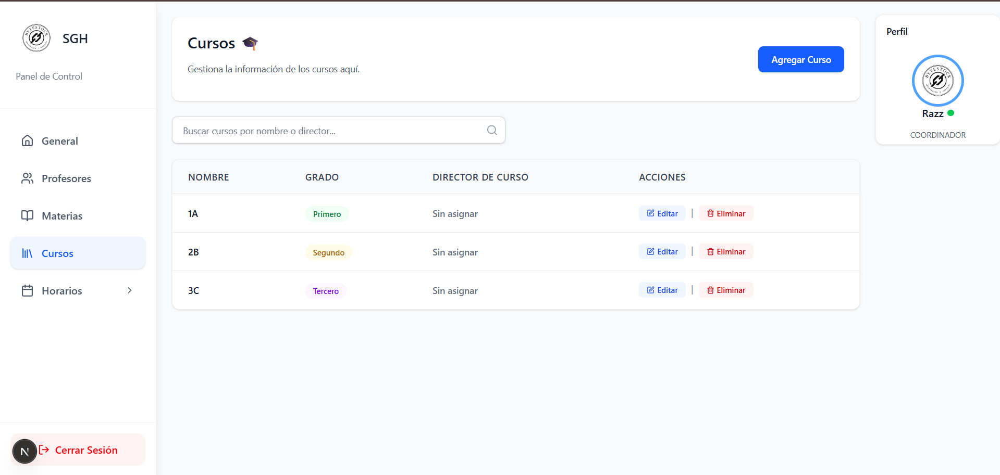 BYTESTOCK
SGH
Panel de Control
General
Profesores
Materias
Cursos
Horarios
N
Cerrar Sesión
Cursos
Gestiona la información de los cursos aquí.
Agregar Curso
Buscar cursos por nombre o director...
NOMBRE GRADO DIRECTOR DE CURSO ACCIONES
1A Primero Sin asignar Editar | Eliminar
2B Segundo Sin asignar Editar | Eliminar
3C Tercero Sin asignar Editar | Eliminar
Perfil
BYTESTOCK
Razz
COORDINADOR